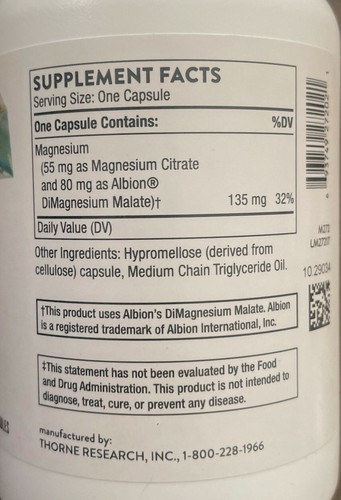 SUPPLEMENT FACTS
Serving Size: One Capsule
One Capsule Contains: %DV
Magnesium
(55 mg as Magnesium Citrate
and 80 mg as Albion®
DiMagnesium Malate)† 135 mg 32%
Daily Value (DV)
Other Ingredients: Hypromellose (derived from
cellulose) capsule, Medium Chain Triglyceride Oil.
†This product uses Albion's DiMagnesium Malate. Albion
is a registered trademark of Albion International, Inc.
‡This statement has not been evaluated by the Food
and Drug Administration. This product is not intended to
diagnose, treat, cure, or prevent any disease.
manufactured by:
THORNE RESEARCH, INC., 1-800-228-1966
M272
10.29034